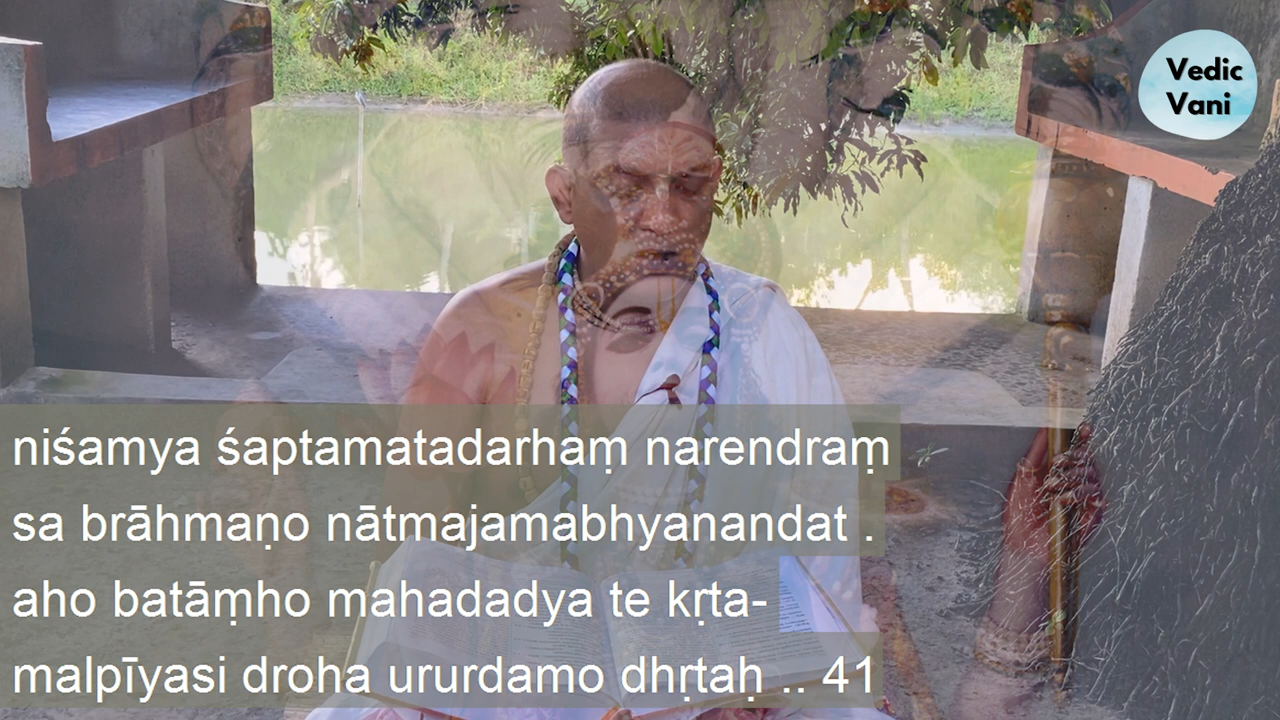 Vedic
Vani
niśamya śaptamatadarhaṃ narendraṃ
sa brāhmaṇo nātmajamabhyanandat .
aho batāṃho mahadadya te kṛta-
malpīyasi droha ururdamo dhṛtaḥ .. 41